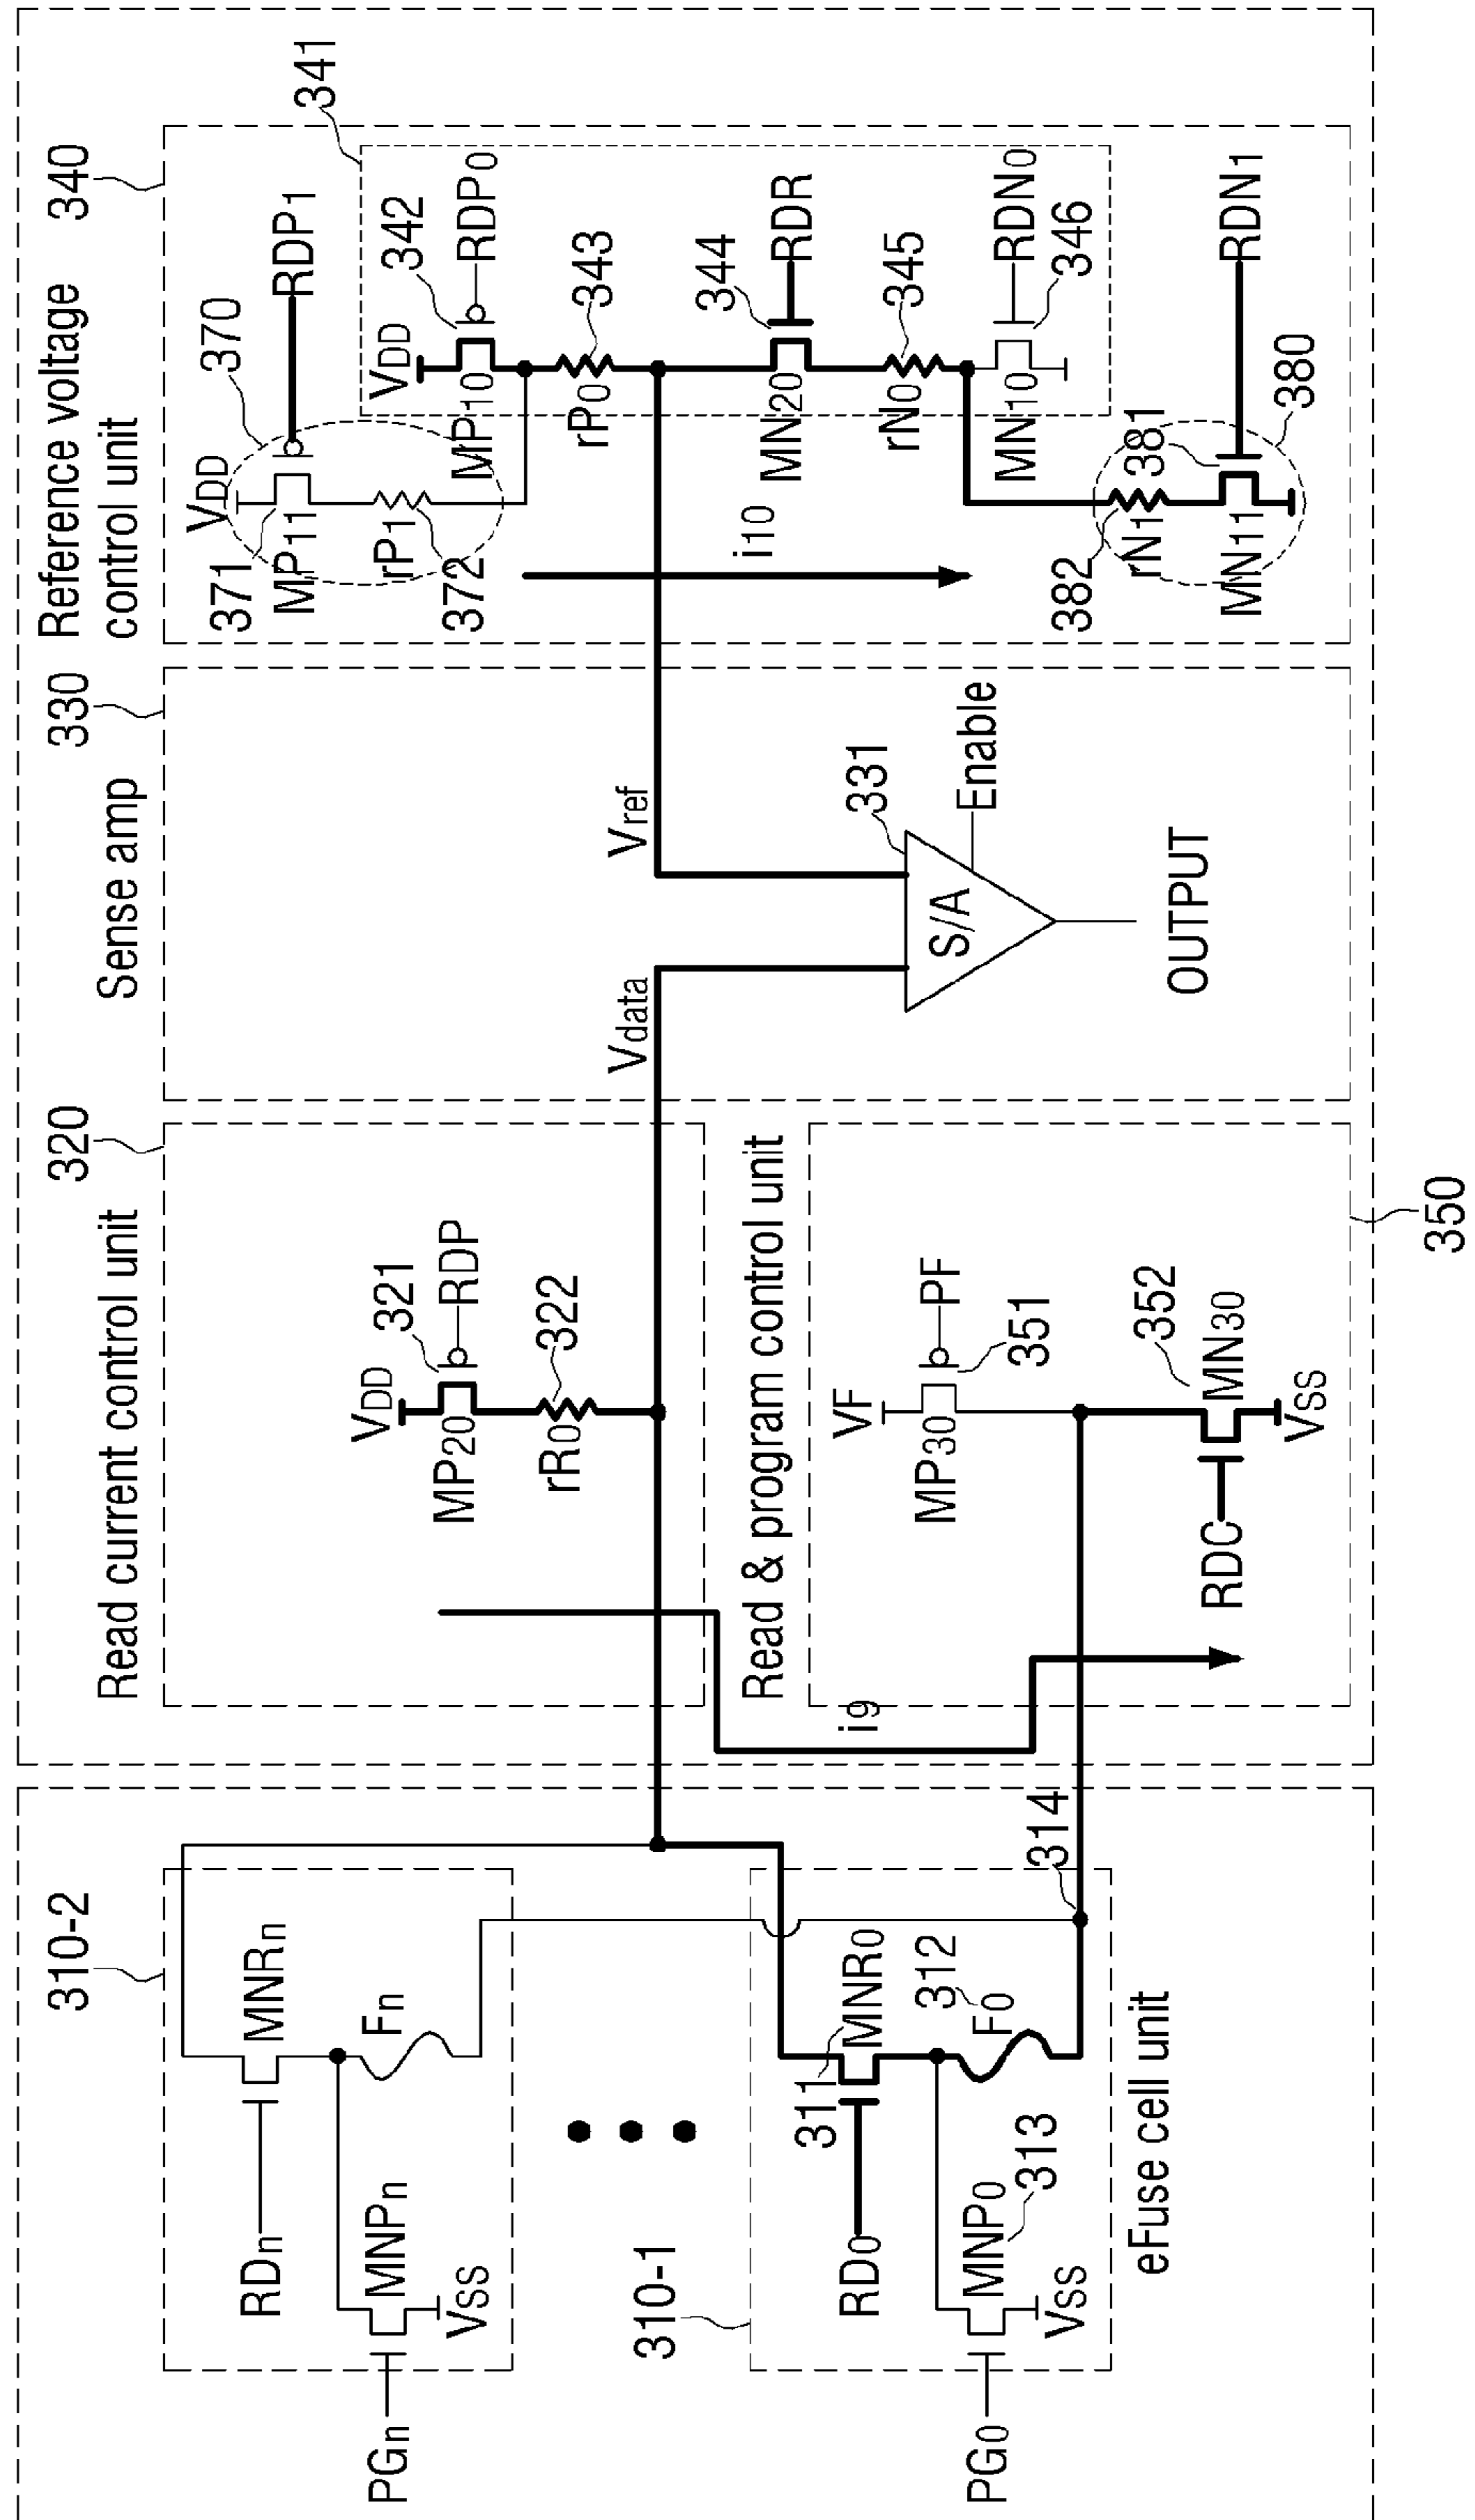 340
Reference voltage
control unit
341
370
RDP1
VDD
371
MP11
rP1
372
342
VDD
RDP0
MP10
rP0
343
344
RDR
MN20
rN0
345
RDN0
MN10
346
i10
381
382
rN1
MN11
RDN1
380
330
Sense amp
Vref
Vdata
331
S/A
Enable
OUTPUT
320
Read current control unit
321
VDD
RDP
MP20
rR0
322
Read & program control unit
VF
PF
MP30
351
352
MN30
RDC
VSS
350
i9
310-2
MNRn
Fn
RDn
MNPn
VSS
PGn
314
310-1
311
MNR0
312
F0
RD0
MNP0
313
VSS
PG0
eFuse cell unit